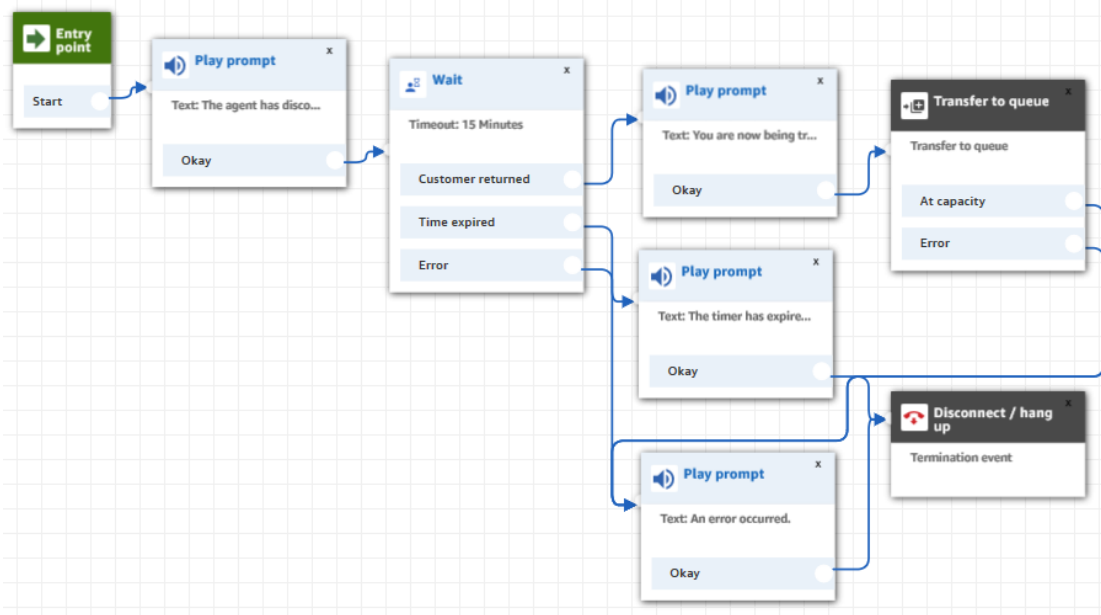 Entry
point
Start
x
Play prompt
Text: The agent has disco...
Okay
x
Wait
Timeout: 15 Minutes
Customer returned
Time expired
Error
x
Play prompt
Text: You are now being tr...
Okay
x
Transfer to queue
Transfer to queue
At capacity
Error
x
Play prompt
Text: The timer has expire...
Okay
x
Disconnect / hang
up
Termination event
x
Play prompt
Text: An error occurred.
Okay